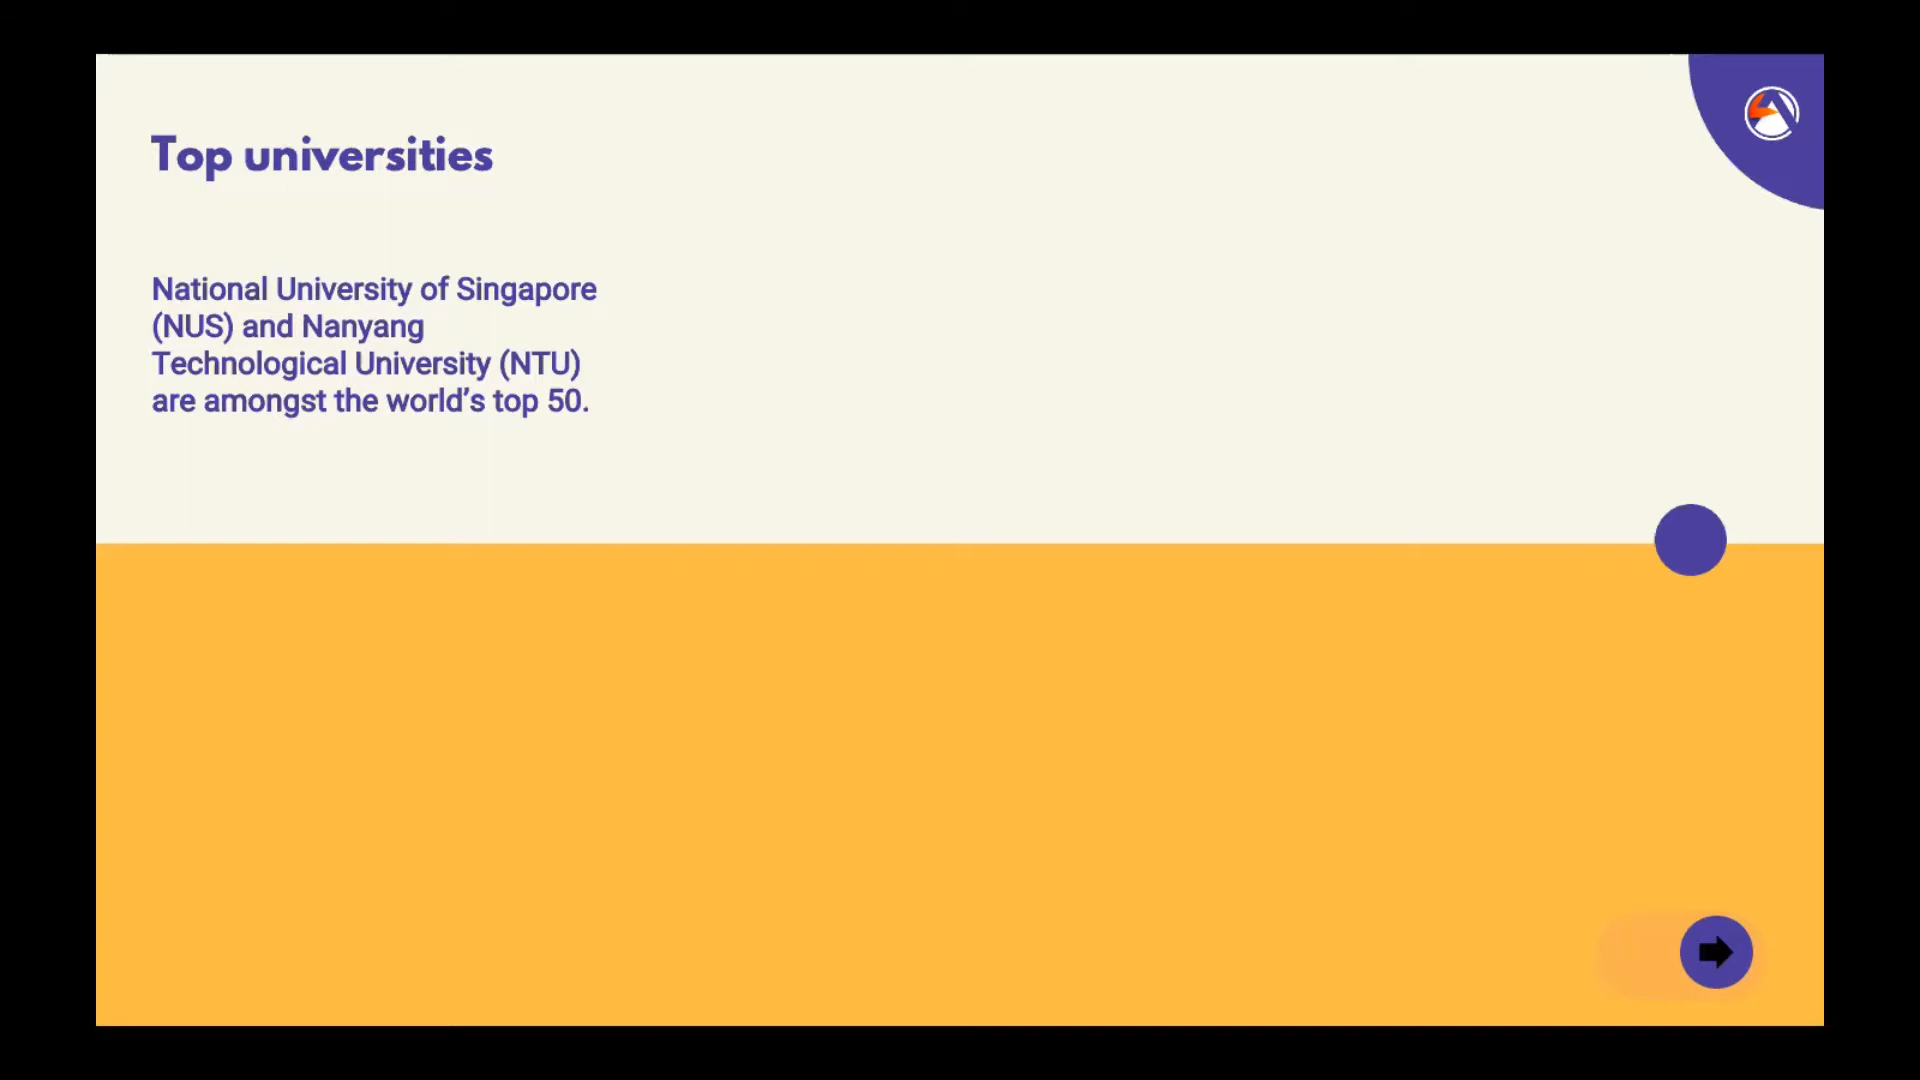 Top universities
National University of Singapore
(NUS) and Nanyang
Technological University (NTU)
are amongst the world’s top 50.